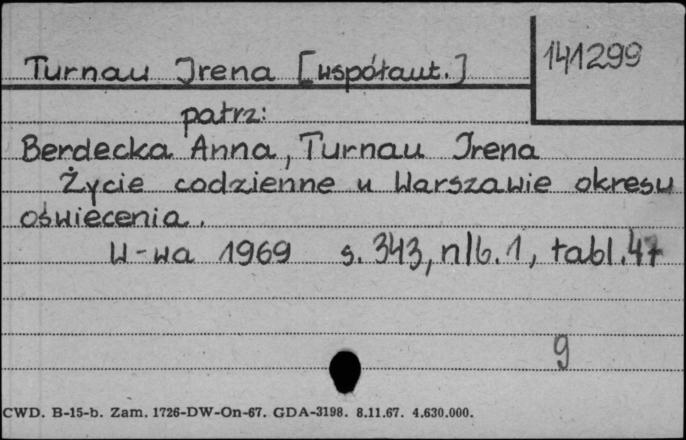 Turnau Irena [współaut.]
141299
patrz:
Berdecka Anna, Turnau Irena
Życie codzienne w Warszawie okresu
oświecenia.
W-wa 1969 s. 343, nlb. 1, tabl. 47
9
CWD. B-15-b. Zam. 1726-DW-On-67. GDA-3198. 8.11.67. 4.630.000.